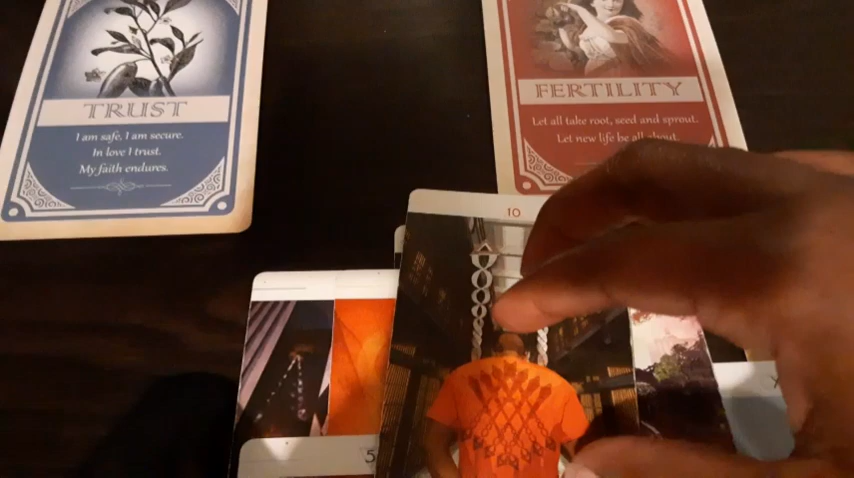 TRUST
I am safe, I am secure.
In love I trust.
My faith endures.
FERTILITY
Let all take root, seed and sprout.
Let new life be all about.
10
5
X